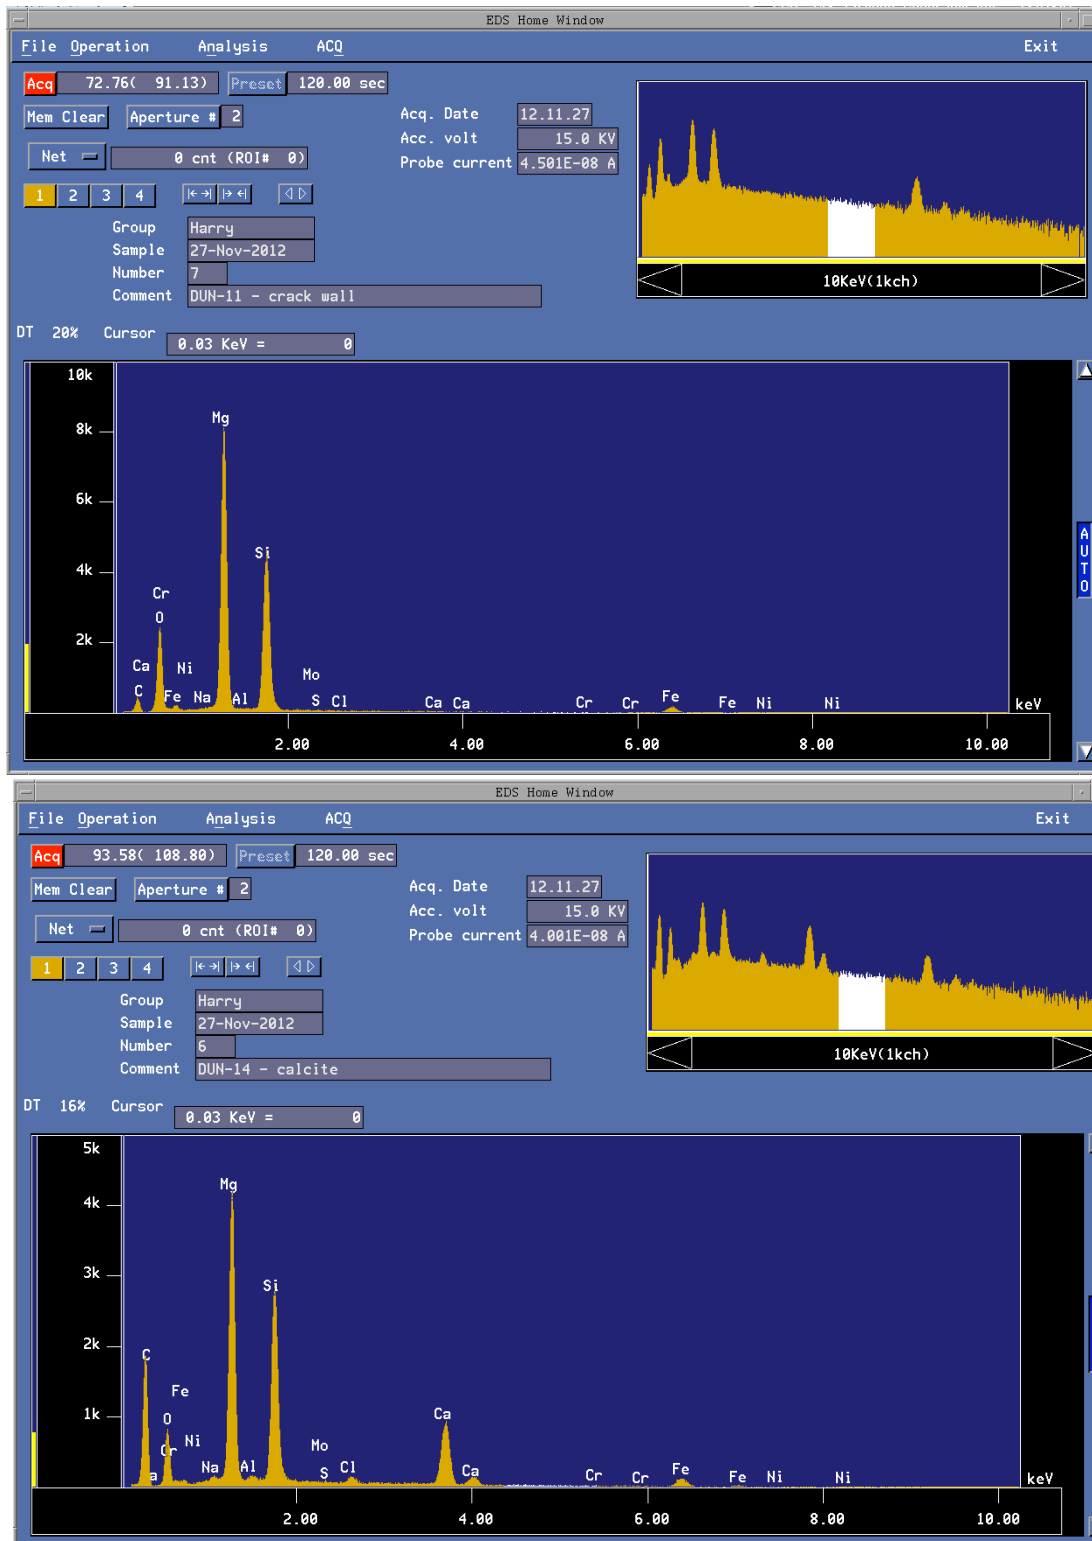 EDS Home Window
File Operation Analysis ACQ Exit
Acq 72.76( 91.13) Preset 120.00 sec
Mem Clear Aperture # 2
Acq. Date 12.11.27
Acc. volt 15.0 KV
Probe current 4.501E-08 A
Net 0 cnt (ROI# 0)
1 2 3 4
Group Harry
Sample 27-Nov-2012
Number 7
Comment DUN-11 - crack wall
10KeV(1kch)
DT 20% Cursor 0.03 KeV = 0
10k
Mg
8k
6k
Si
4k
Cr
O
2k
Ca Ni Mo
C Fe Na Al S Cl Ca Ca Cr Cr Fe Fe Ni Ni
keV
2.00 4.00 6.00 8.00 10.00
AUTO
EDS Home Window
File Operation Analysis ACQ Exit
Acq 93.58( 108.80) Preset 120.00 sec
Mem Clear Aperture # 2
Acq. Date 12.11.27
Acc. volt 15.0 KV
Probe current 4.001E-08 A
Net 0 cnt (ROI# 0)
1 2 3 4
Group Harry
Sample 27-Nov-2012
Number 6
Comment DUN-14 - calcite
10KeV(1kch)
DT 16% Cursor 0.03 KeV = 0
5k
Mg
4k
3k
Si
2k
C
Fe
1k
O Ca
Cr Ni Mo
a Na Al S Cl Ca Cr Cr Fe Fe Ni Ni
keV
2.00 4.00 6.00 8.00 10.00